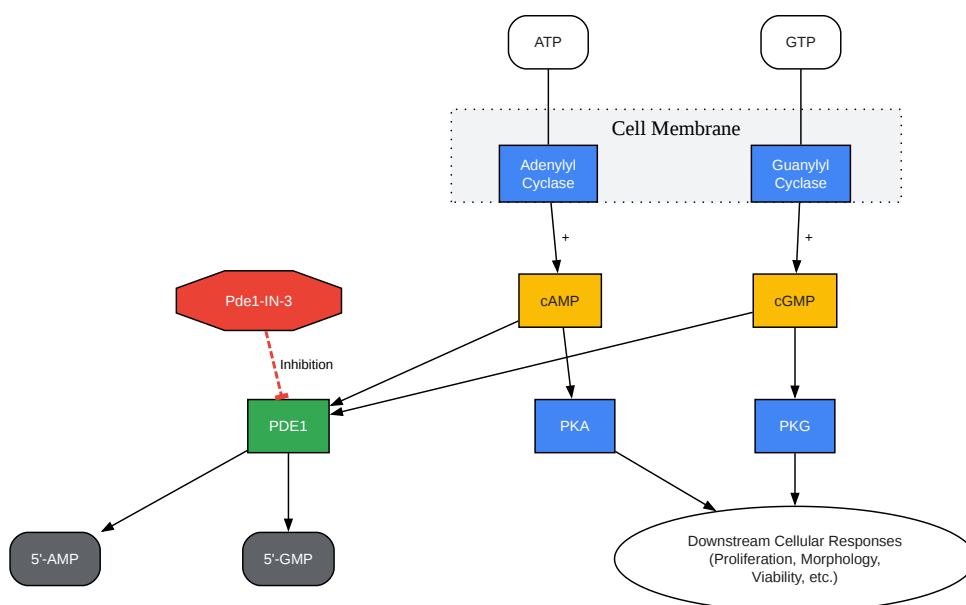 ATP
GTP
Cell Membrane
Adenylyl
Cyclase
Guanylyl
Cyclase
+
+
Pde1-IN-3
cAMP
cGMP
Inhibition
PDE1
PKA
PKG
5'-AMP
5'-GMP
Downstream Cellular Responses
(Proliferation, Morphology,
Viability, etc.)